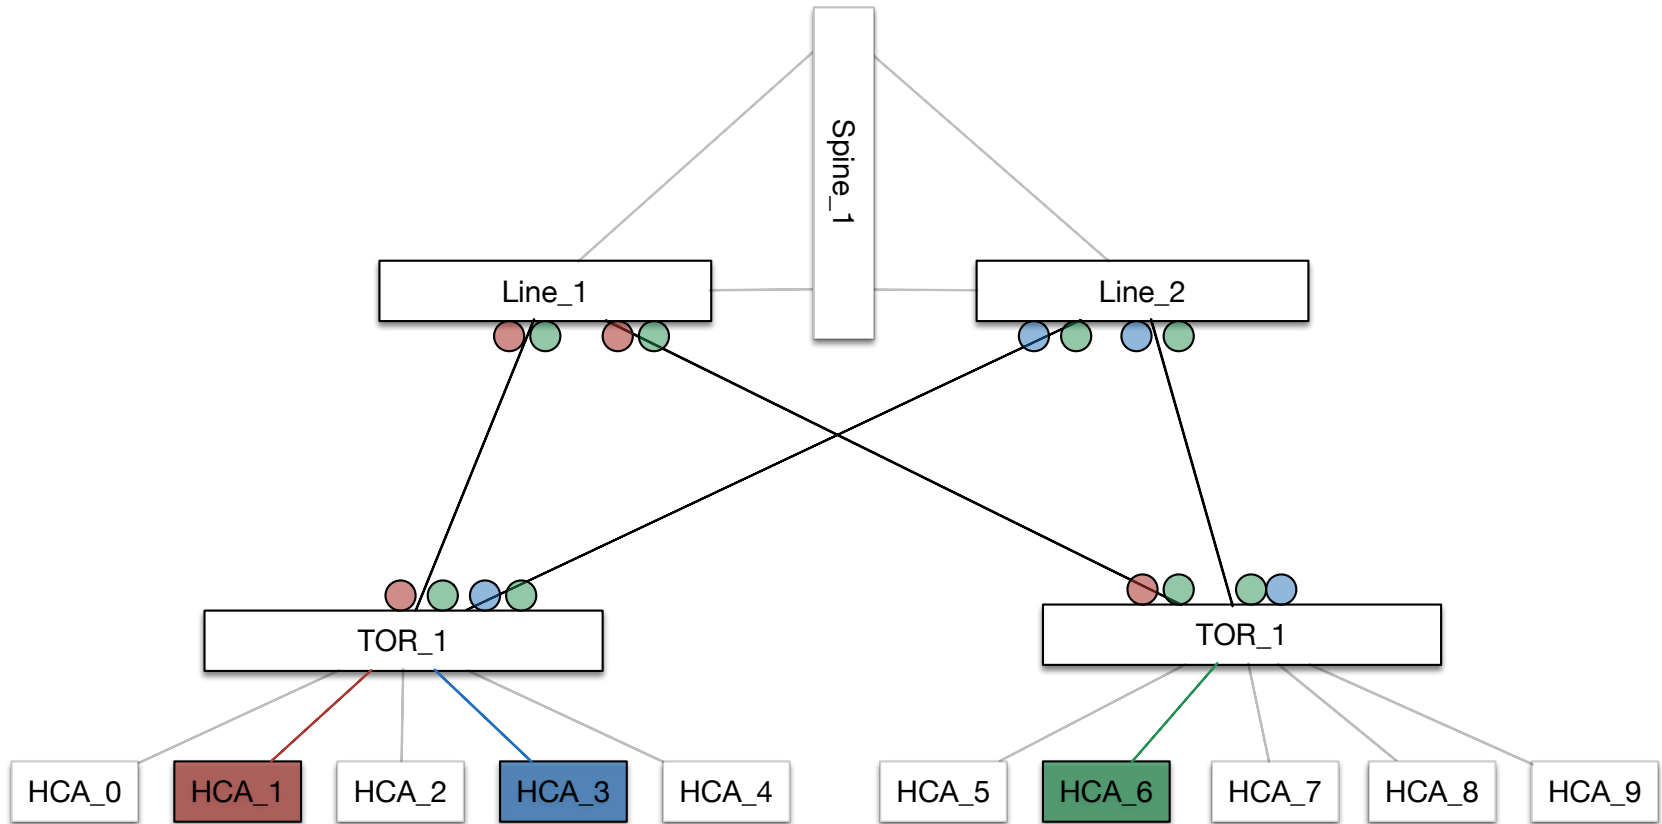 Spine_1
Line_1
Line_2
TOR_1
TOR_1
HCA_0
HCA_1
HCA_2
HCA_3
HCA_4
HCA_5
HCA_6
HCA_7
HCA_8
HCA_9